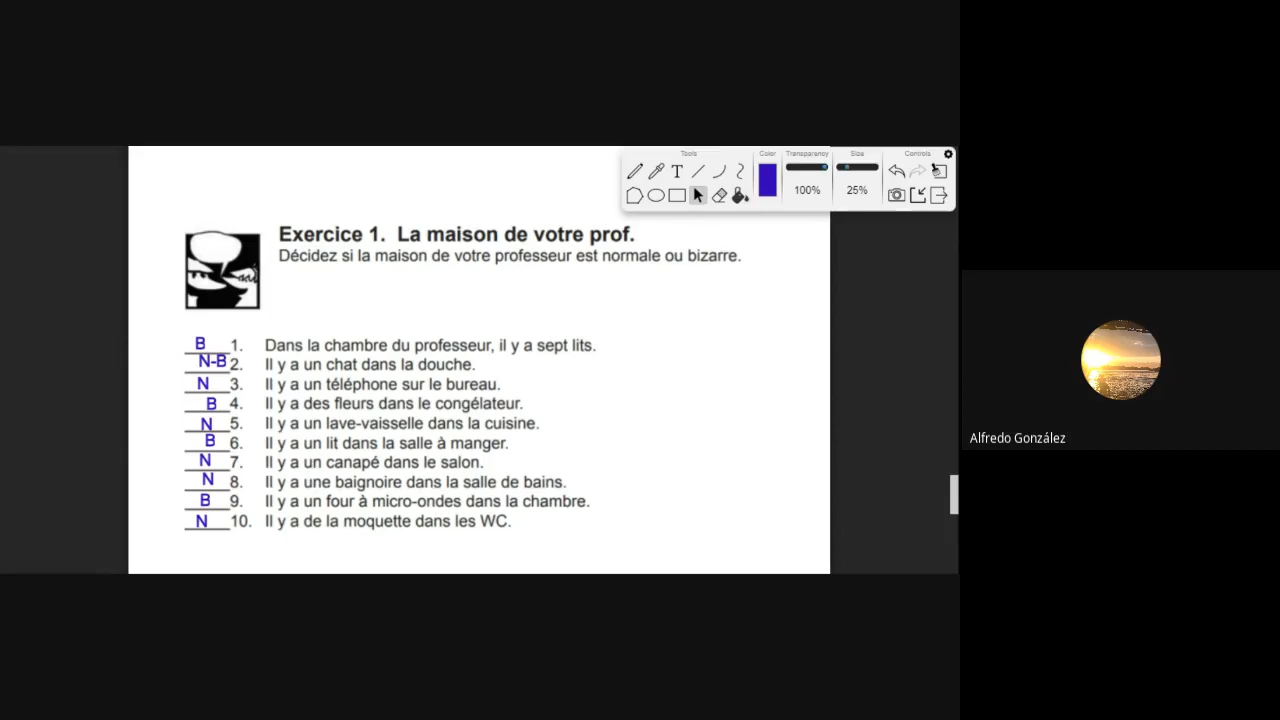 Tools
Color
Transparency
Size
Controls
T
100%
25%
Exercice 1. La maison de votre prof.
Décidez si la maison de votre professeur est normale ou bizarre.
B 1. Dans la chambre du professeur, il y a sept lits.
N-B 2. Il y a un chat dans la douche.
N 3. Il y a un téléphone sur le bureau.
B 4. Il y a des fleurs dans le congélateur.
N 5. Il y a un lave-vaisselle dans la cuisine.
B 6. Il y a un lit dans la salle à manger.
N 7. Il y a un canapé dans le salon.
N 8. Il y a une baignoire dans la salle de bains.
B 9. Il y a un four à micro-ondes dans la chambre.
N 10. Il y a de la moquette dans les WC.
Alfredo González